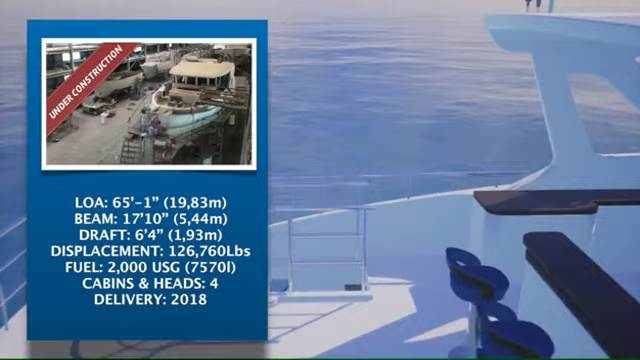 UNDER CONSTRUCTION
LOA: 65’-1” (19,83m)
BEAM: 17’10” (5,44m)
DRAFT: 6’4” (1,93m)
DISPLACEMENT: 126,760Lbs
FUEL: 2,000 USG (7570l)
CABINS & HEADS: 4
DELIVERY: 2018